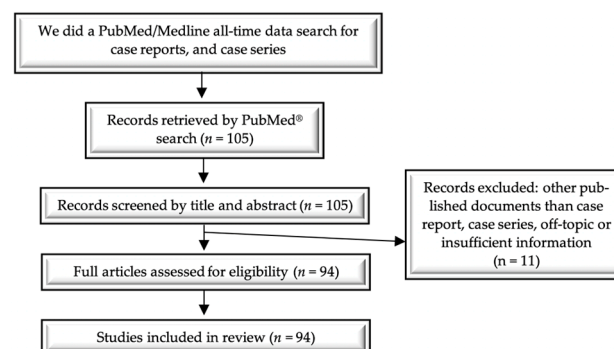 We did a PubMed/Medline all-time data search for
case reports, and case series
Records retrieved by PubMed®
search (n = 105)
Records screened by title and abstract (n = 105)
Records excluded: other pub-
lished documents than case
report, case series, off-topic or
insufficient information
(n = 11)
Full articles assessed for eligibility (n = 94)
Studies included in review (n = 94)